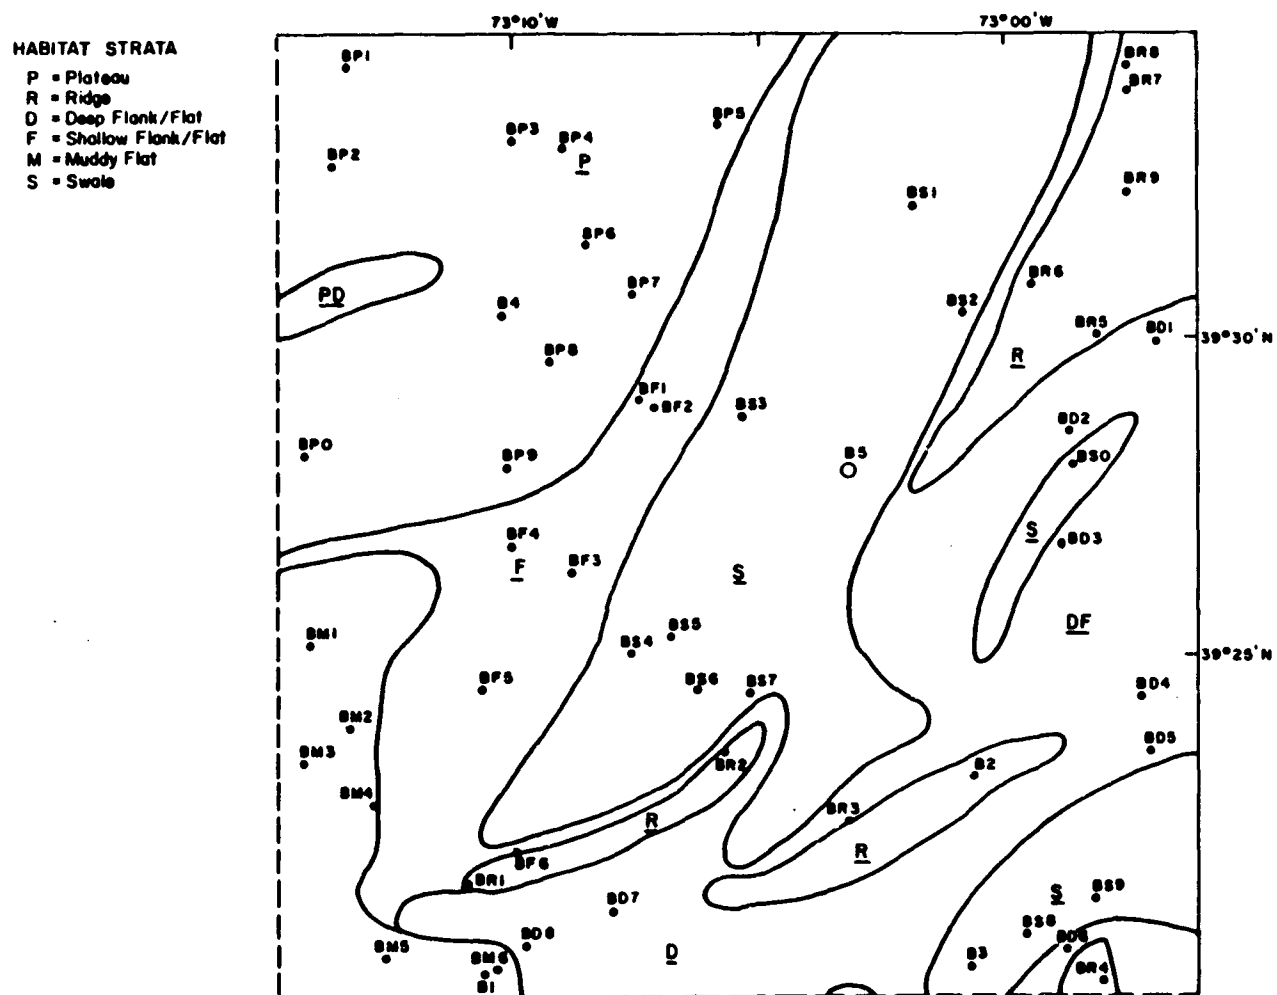 73°10'W
73°00'W
HABITAT STRATA
P = Plateau
R = Ridge
D = Deep Flank/Flat
F = Shallow Flank/Flat
M = Muddy Flat
S = Swale
BP1
BR8
BR7
BP5
BP3
BP4
P
BP2
BR9
BS1
BP6
BR6
PD
BP7
B4
BS2
BR5
BD1
39°30'N
BP8
R
BF1
BF2
BS3
BD2
BP0
BP9
B5
BS0
S
BF4
BF3
F
S
BD3
DF
BM1
BS5
BS4
39°25'N
BF5
BS6
BS7
BD4
BM2
BM3
BR2
B2
BD5
BM4
R
BR3
R
BF6
BR1
S
BS9
BD7
BS8
BM5
BD8
D
B3
BD6
BM6
B1
BR4